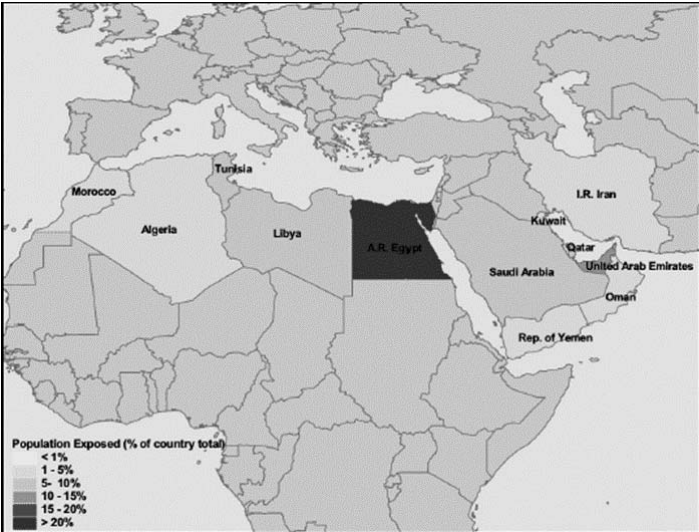 Tunisia
Morocco
I.R. Iran
Kuwait
Algeria
Libya
A.R. Egypt
Qatar
United Arab Emirates
Saudi Arabia
Oman
Rep. of Yemen
Population Exposed (% of country total)
< 1%
1 - 5%
5- 10%
10 - 15%
15 - 20%
> 20%